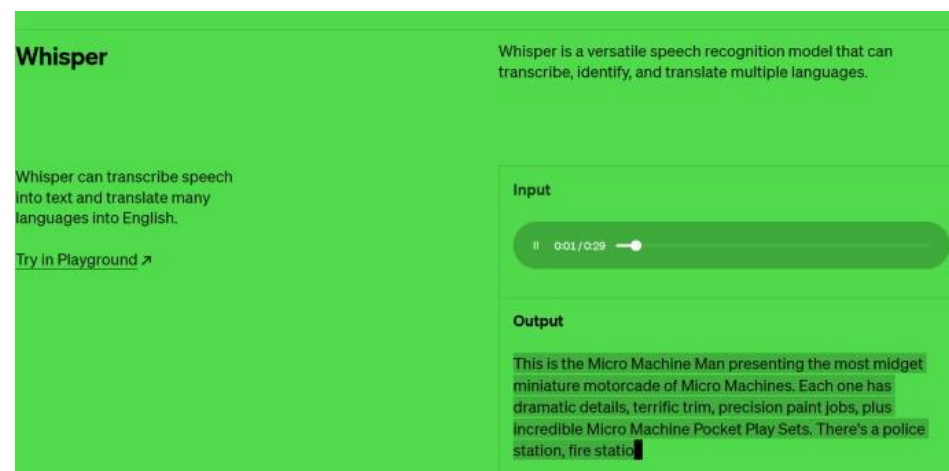 Whisper
Whisper is a versatile speech recognition model that can
transcribe, identify, and translate multiple languages.
Whisper can transcribe speech
into text and translate many
languages into English.
Try in Playground ↗
Input
0:01 / 0:29
Output
This is the Micro Machine Man presenting the most midget
miniature motorcade of Micro Machines. Each one has
dramatic details, terrific trim, precision paint jobs, plus
incredible Micro Machine Pocket Play Sets. There's a police
station, fire statio